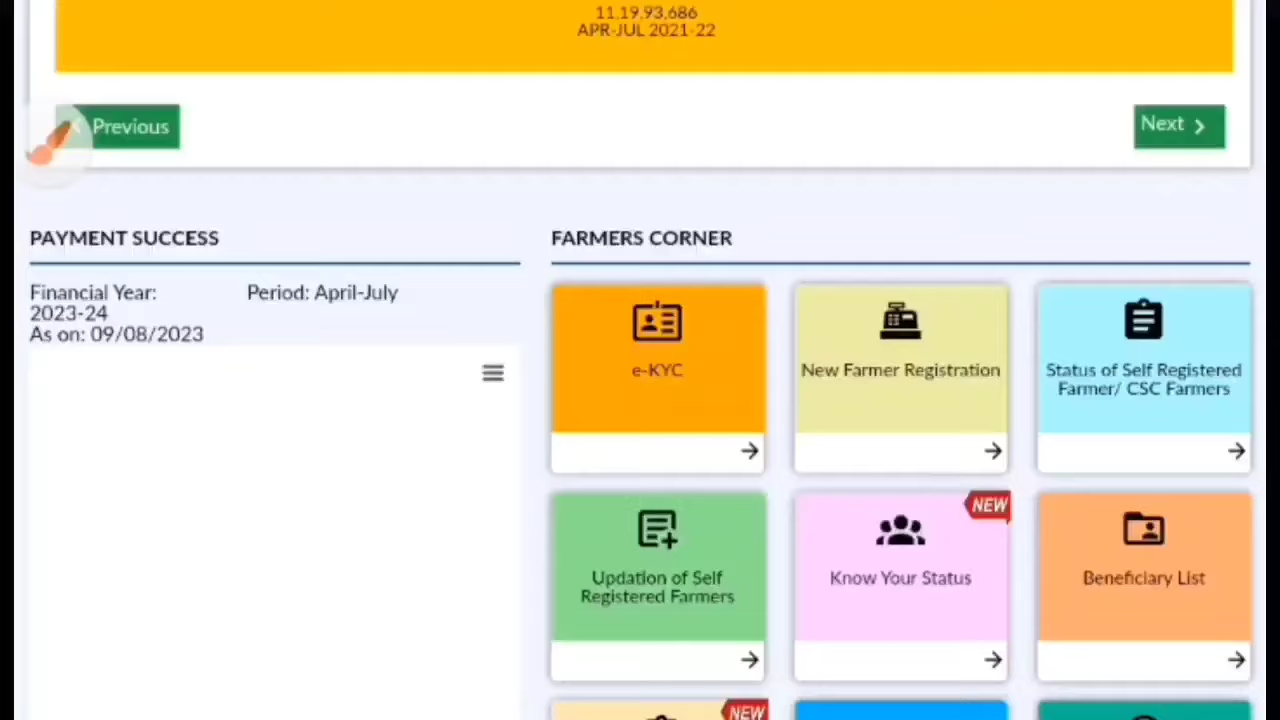 11,19,93,686
APR-JUL 2021-22
Previous
Next
PAYMENT SUCCESS
Financial Year:
2023-24
Period: April-July
As on: 09/08/2023
FARMERS CORNER
e-KYC
New Farmer Registration
Status of Self Registered
Farmer/ CSC Farmers
Updation of Self
Registered Farmers
NEW
Know Your Status
Beneficiary List
NEW